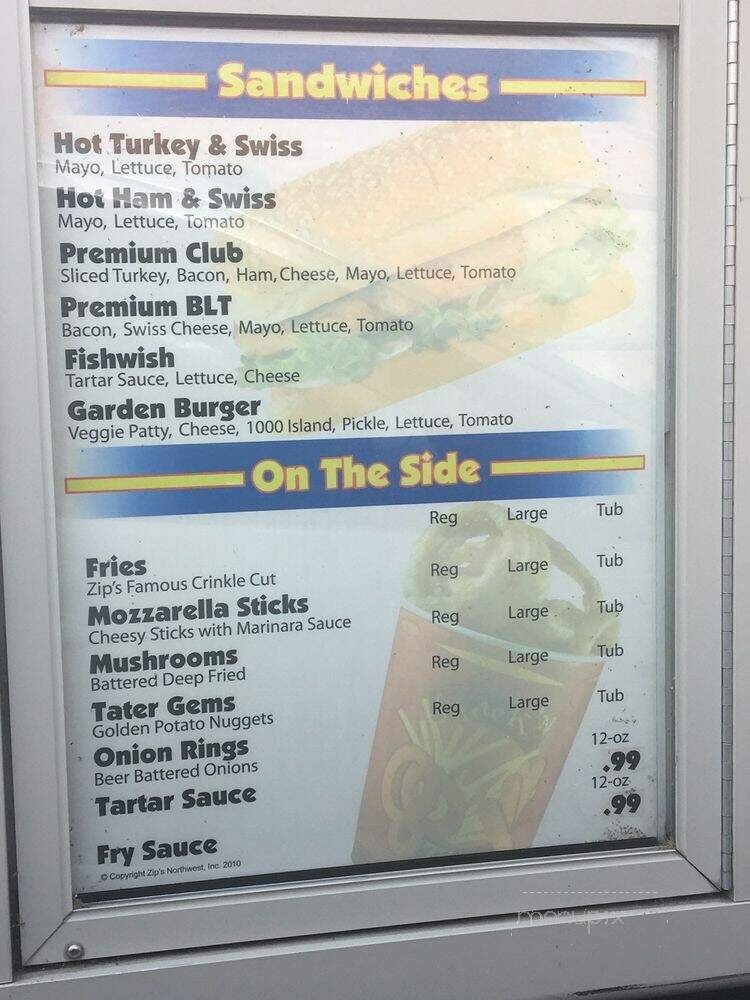 Sandwiches
Hot Turkey & Swiss
Mayo, Lettuce, Tomato
Hot Ham & Swiss
Mayo, Lettuce, Tomato
Premium Club
Sliced Turkey, Bacon, Ham, Cheese, Mayo, Lettuce, Tomato
Premium BLT
Bacon, Swiss Cheese, Mayo, Lettuce, Tomato
Fishwish
Tartar Sauce, Lettuce, Cheese
Garden Burger
Veggie Patty, Cheese, 1000 Island, Pickle, Lettuce, Tomato
On The Side
Reg Large Tub
Fries Reg Large Tub
Zip's Famous Crinkle Cut
Mozzarella Sticks Reg Large Tub
Cheesy Sticks with Marinara Sauce
Mushrooms Reg Large Tub
Battered Deep Fried
Tater Gems Reg Large Tub
Golden Potato Nuggets
Onion Rings 12-oz
Beer Battered Onions .99
Tartar Sauce 12-oz
.99
Fry Sauce
© Copyright Zip's Northwest, Inc. 2010
menupix